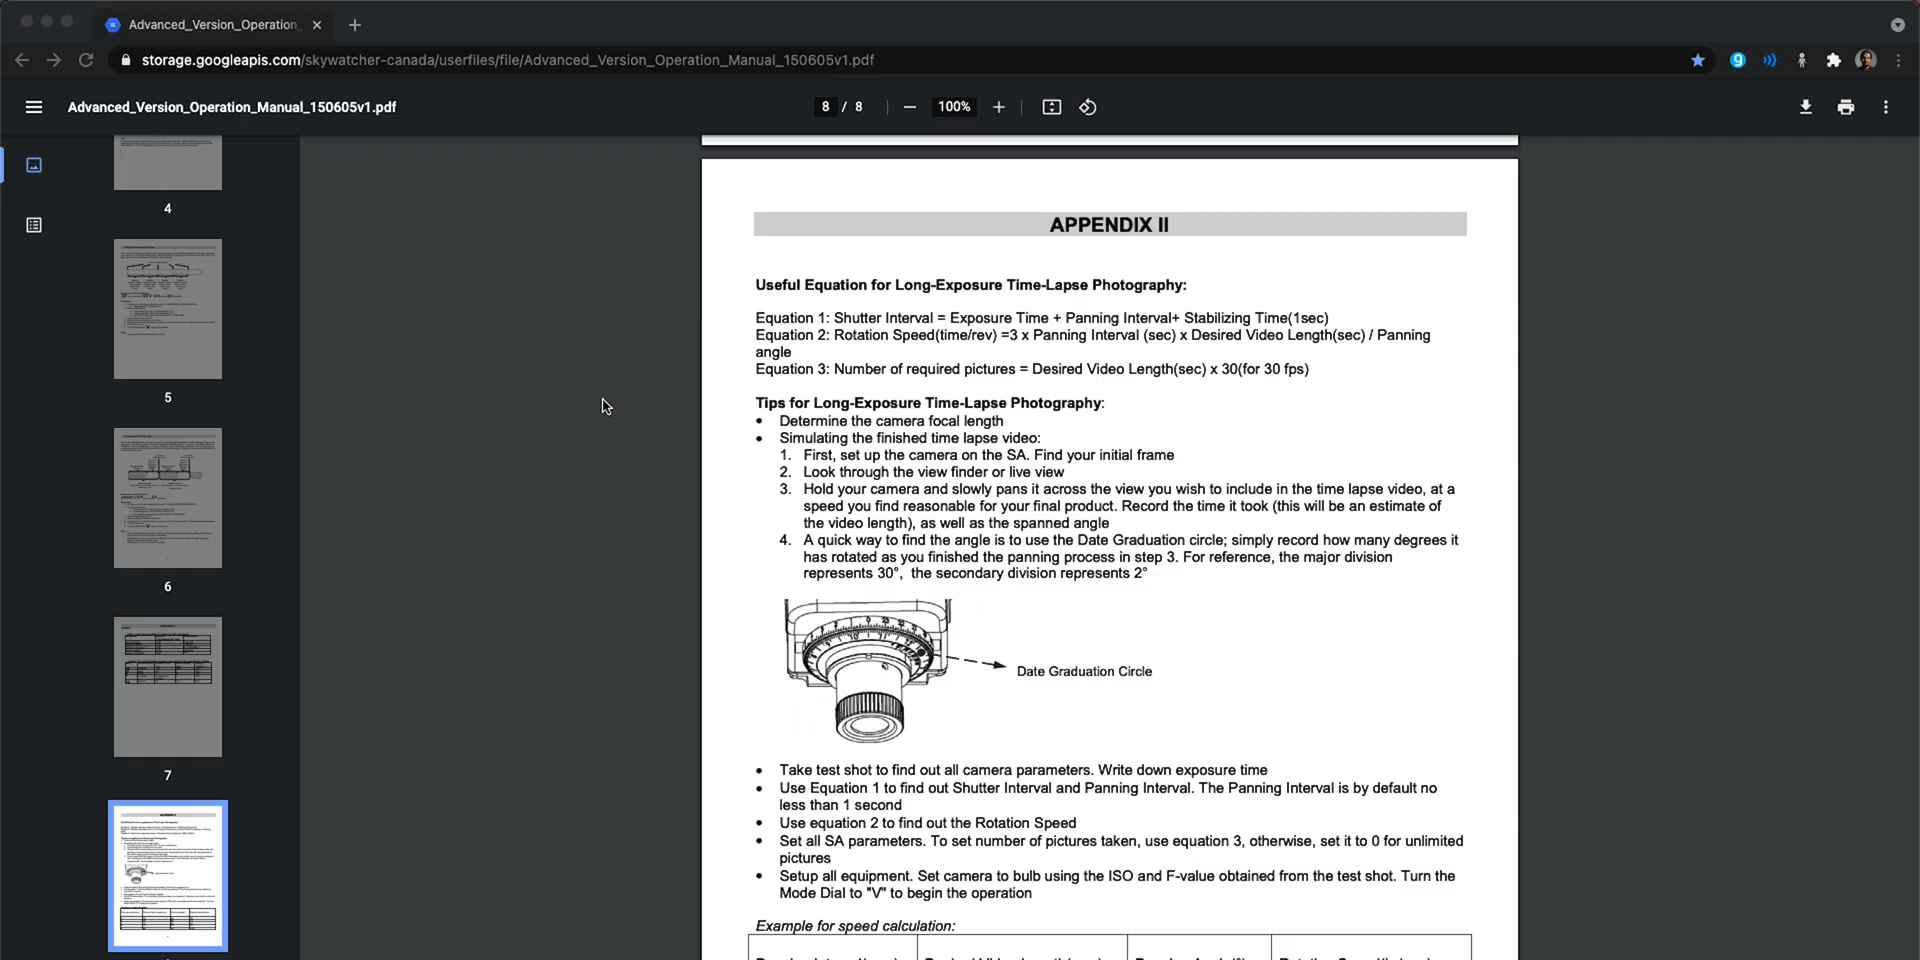 Advanced_Version_Operation_
storage.googleapis.com/skywatcher-canada/userfiles/file/Advanced_Version_Operation_Manual_150605v1.pdf
Advanced_Version_Operation_Manual_150605v1.pdf
8 / 8
100%
4
5
6
7
APPENDIX II
Useful Equation for Long-Exposure Time-Lapse Photography:
Equation 1: Shutter Interval = Exposure Time + Panning Interval+ Stabilizing Time(1sec)
Equation 2: Rotation Speed(time/rev) =3 x Panning Interval (sec) x Desired Video Length(sec) / Panning
angle
Equation 3: Number of required pictures = Desired Video Length(sec) x 30(for 30 fps)
Tips for Long-Exposure Time-Lapse Photography:
• Determine the camera focal length
• Simulating the finished time lapse video:
1. First, set up the camera on the SA. Find your initial frame
2. Look through the view finder or live view
3. Hold your camera and slowly pans it across the view you wish to include in the time lapse video, at a
speed you find reasonable for your final product. Record the time it took (this will be an estimate of
the video length), as well as the spanned angle
4. A quick way to find the angle is to use the Date Graduation circle; simply record how many degrees it
has rotated as you finished the panning process in step 3. For reference, the major division
represents 30°, the secondary division represents 2°
Date Graduation Circle
• Take test shot to find out all camera parameters. Write down exposure time
• Use Equation 1 to find out Shutter Interval and Panning Interval. The Panning Interval is by default no
less than 1 second
• Use equation 2 to find out the Rotation Speed
• Set all SA parameters. To set number of pictures taken, use equation 3, otherwise, set it to 0 for unlimited
pictures
• Setup all equipment. Set camera to bulb using the ISO and F-value obtained from the test shot. Turn the
Mode Dial to "V" to begin the operation
Example for speed calculation: